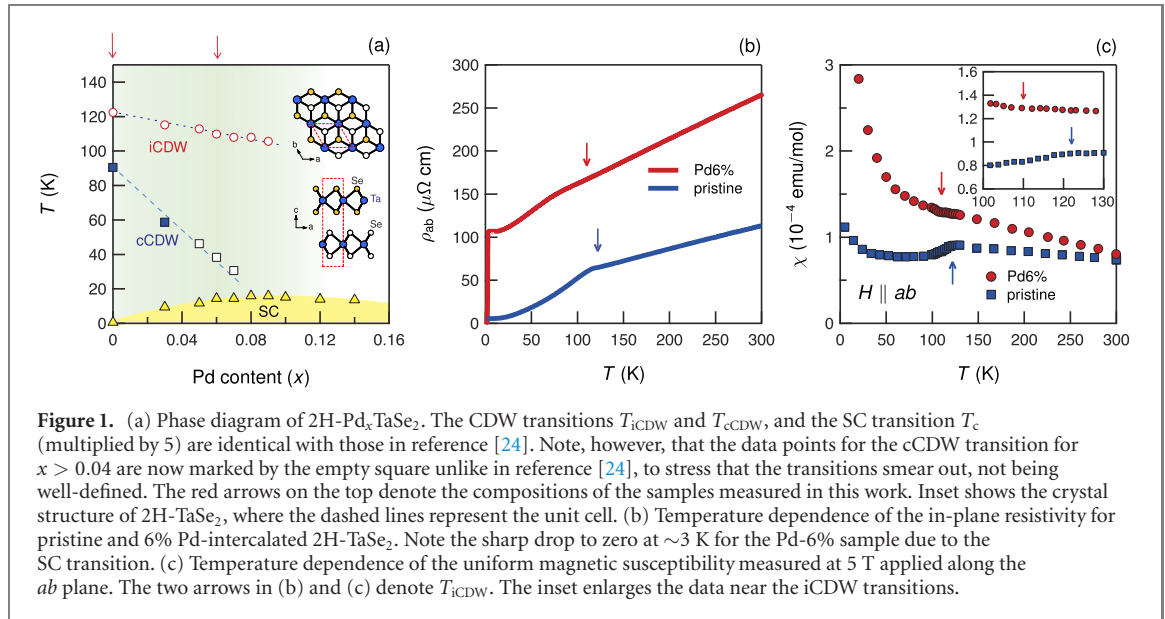 (a)
T (K)
140
120
100
80
60
40
20
0
iCDW
cCDW
SC
b
a
Se
Ta
c
a
Se
0
0.04
0.08
0.12
0.16
Pd content (x)
(b)
ρab (μΩ cm)
300
250
200
150
100
50
0
Pd6%
pristine
0
50
100
150
200
250
300
T (K)
(c)
χ (10⁻⁴ emu/mol)
3
2
1
0
1.6
1.4
1.2
1.0
0.8
0.6
100
110
120
130
Pd6%
pristine
H || ab
0
50
100
150
200
250
300
T (K)
Figure 1. (a) Phase diagram of 2H-PdₓTaSe₂. The CDW transitions TiCDW and TcCDW, and the SC transition Tc
(multiplied by 5) are identical with those in reference [24]. Note, however, that the data points for the cCDW transition for
x > 0.04 are now marked by the empty square unlike in reference [24], to stress that the transitions smear out, not being
well-defined. The red arrows on the top denote the compositions of the samples measured in this work. Inset shows the crystal
structure of 2H-TaSe₂, where the dashed lines represent the unit cell. (b) Temperature dependence of the in-plane resistivity for
pristine and 6% Pd-intercalated 2H-TaSe₂. Note the sharp drop to zero at ∼3 K for the Pd-6% sample due to the
SC transition. (c) Temperature dependence of the uniform magnetic susceptibility measured at 5 T applied along the
ab plane. The two arrows in (b) and (c) denote TiCDW. The inset enlarges the data near the iCDW transitions.